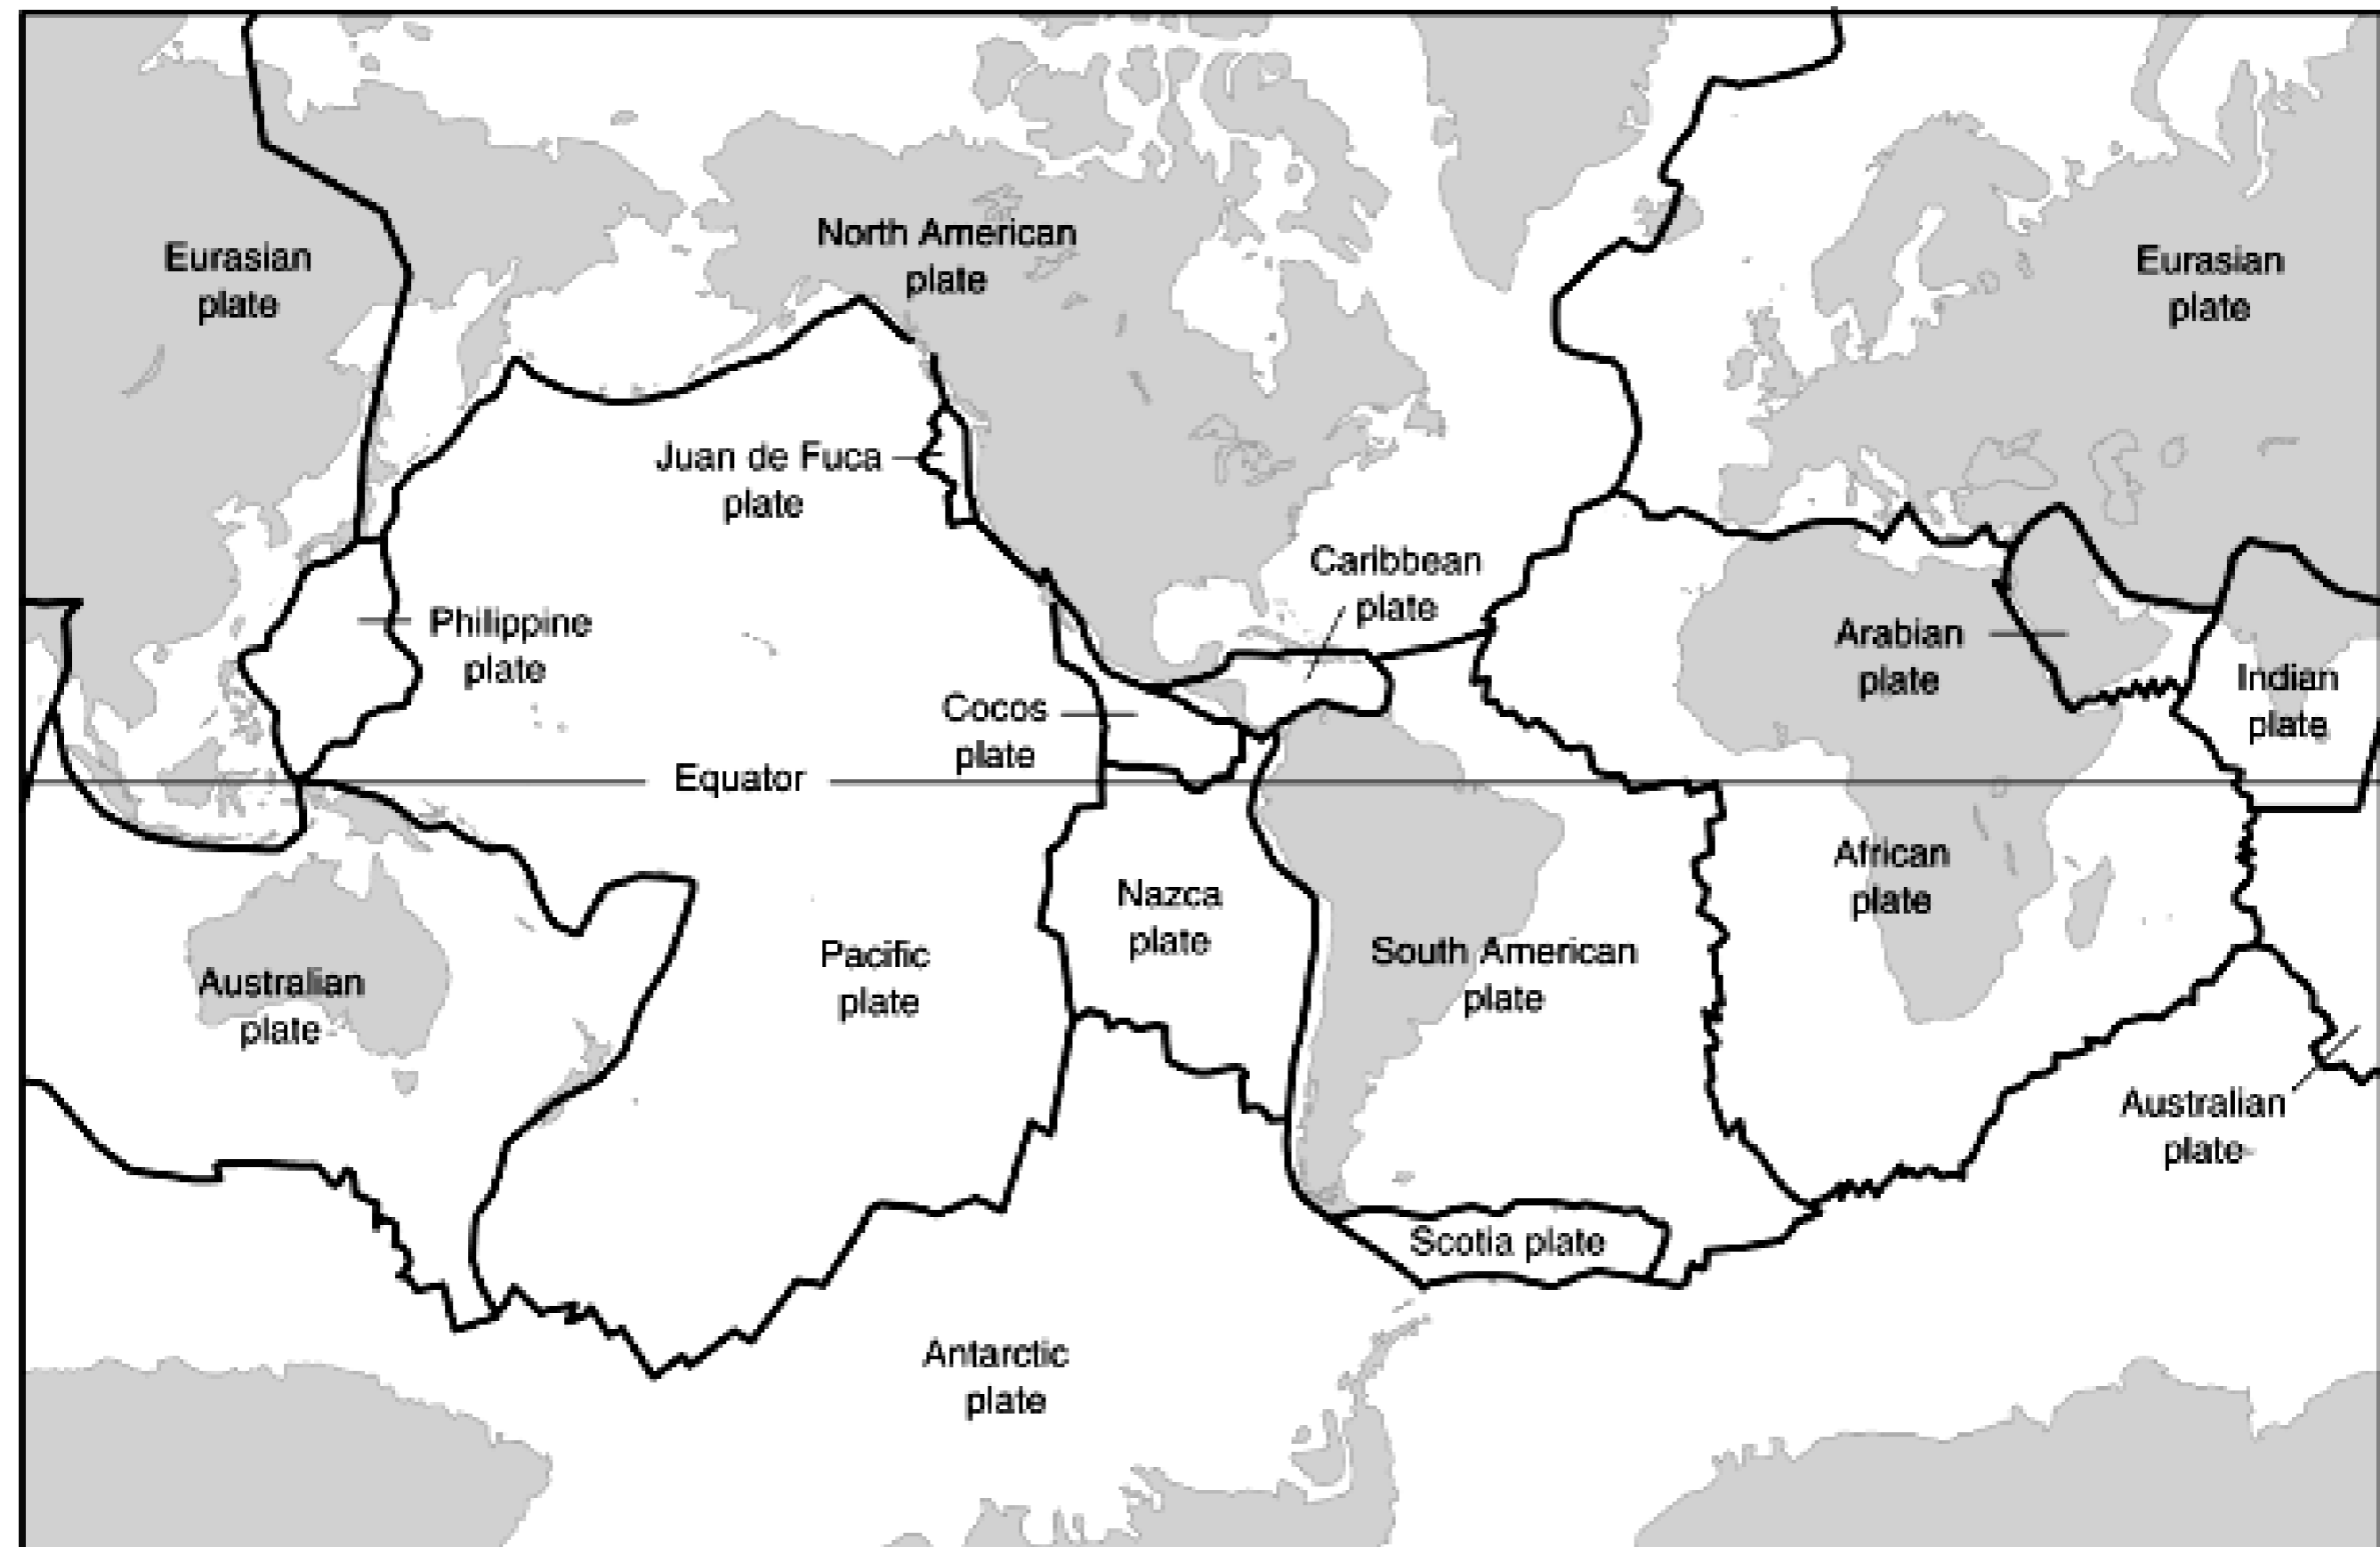 North American
plate
Eurasian
plate
Eurasian
plate
Juan de Fuca
plate
Caribbean
plate
Philippine
plate
Arabian
plate
Indian
plate
Cocos
plate
Equator
African
plate
Nazca
plate
Pacific
plate
South American
plate
Australian
plate
Australian
plate
Scotia plate
Antarctic
plate